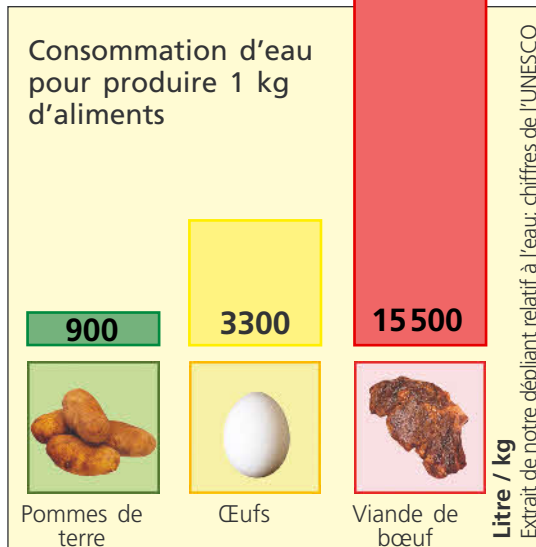 Consommation d'eau
pour produire 1 kg
d'aliments
900
3300
15 500
Pommes de
terre
Œufs
Viande de
bœuf
Litre / kg
Extrait de notre dépliant relatif à l'eau: chiffres de l'UNESCO